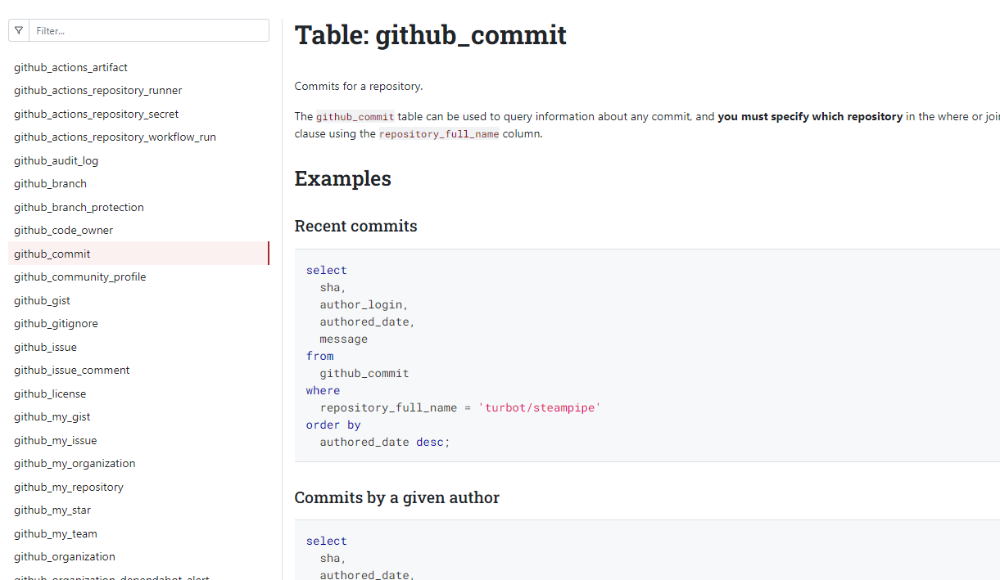 Filter...
github_actions_artifact
github_actions_repository_runner
github_actions_repository_secret
github_actions_repository_workflow_run
github_audit_log
github_branch
github_branch_protection
github_code_owner
github_commit
github_community_profile
github_gist
github_gitignore
github_issue
github_issue_comment
github_license
github_my_gist
github_my_issue
github_my_organization
github_my_repository
github_my_star
github_my_team
github_organization
github_organization_dependabot_alert
Table: github_commit
Commits for a repository.
The github_commit table can be used to query information about any commit, and you must specify which repository in the where or joi
clause using the repository_full_name column.
Examples
Recent commits
select
  sha,
  author_login,
  authored_date,
  message
from
  github_commit
where
  repository_full_name = 'turbot/steampipe'
order by
  authored_date desc;
Commits by a given author
select
  sha,
  authored_date,